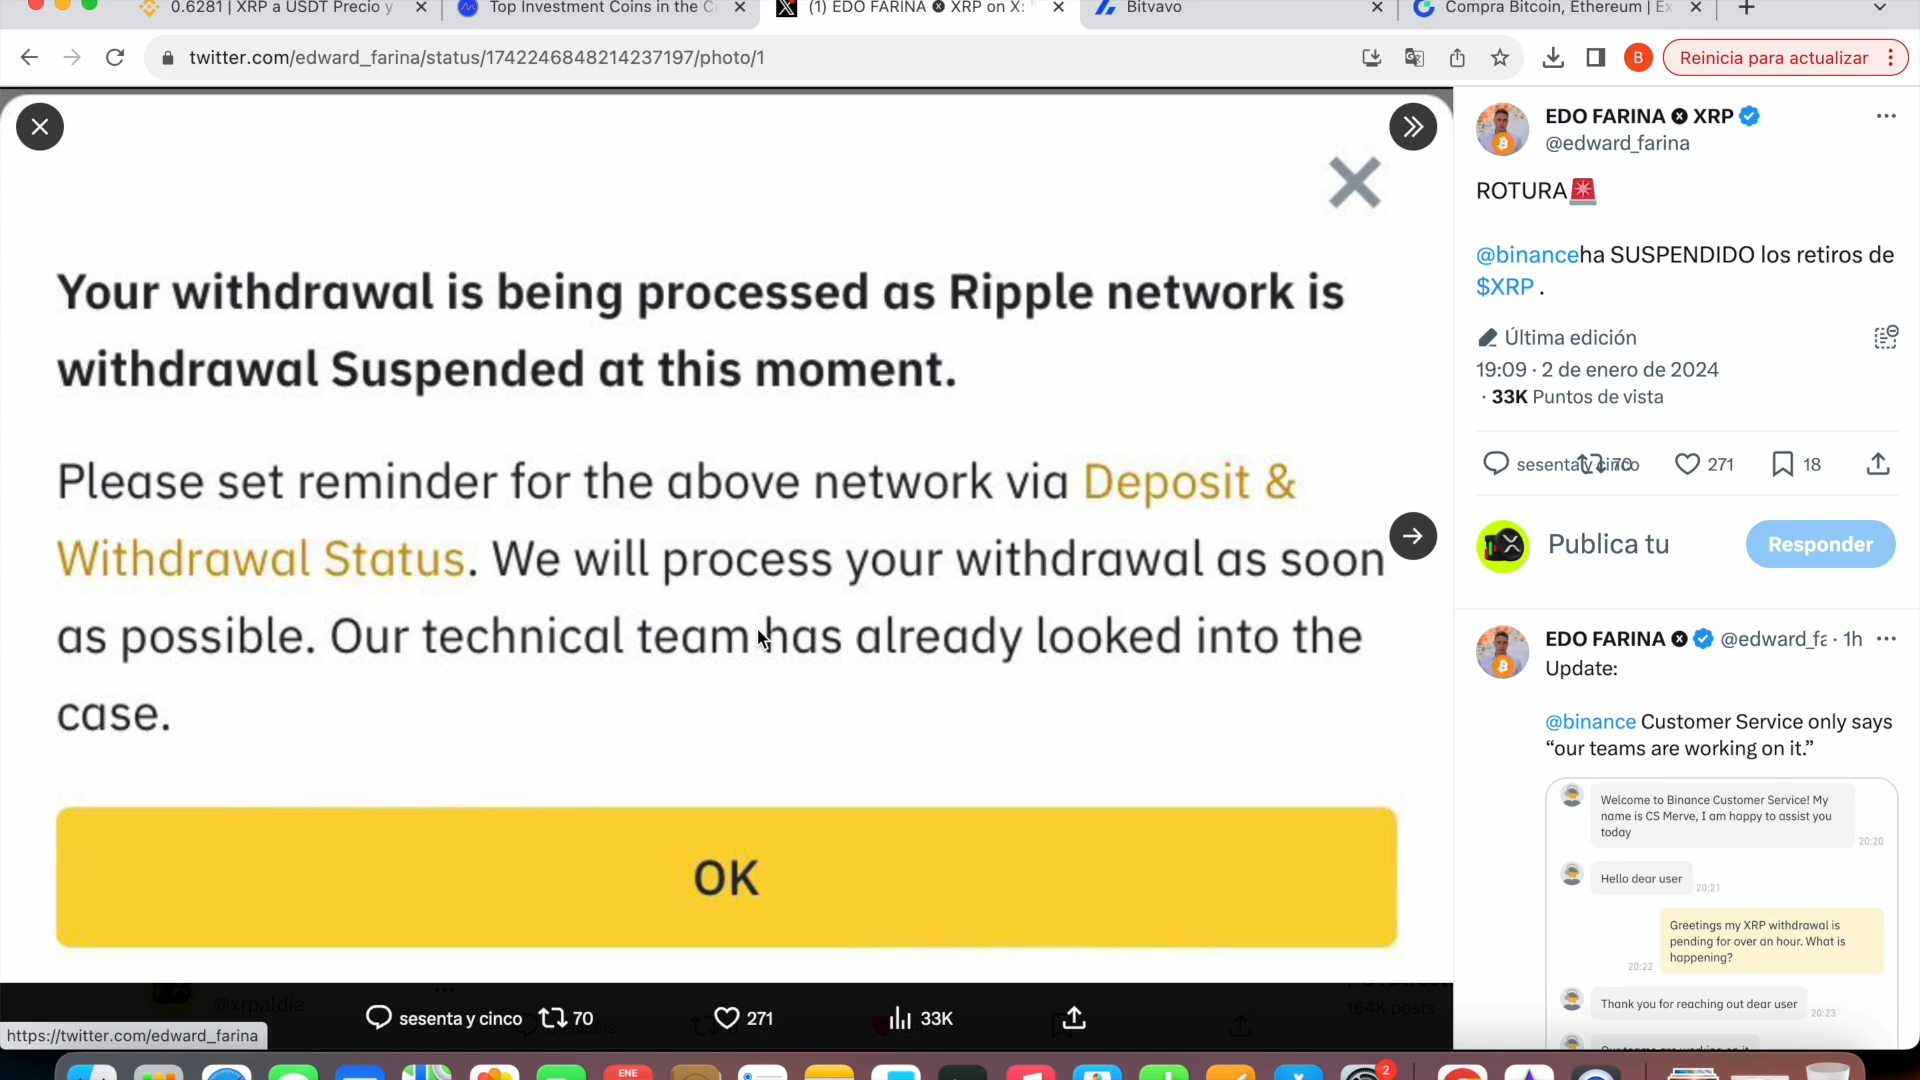 0.6281 | XRP a USDT Precio y
Top Investment Coins in the C
(1) EDO FARINA XRP on X:
Bitvavo
Compra Bitcoin, Ethereum | Ex
twitter.com/edward_farina/status/1742246848214237197/photo/1
B
Reinicia para actualizar
Your withdrawal is being processed as Ripple network is
withdrawal Suspended at this moment.
Please set reminder for the above network via Deposit &
Withdrawal Status. We will process your withdrawal as soon
as possible. Our technical team has already looked into the
case.
OK
@xrpaldia
164K posts
sesenta y cinco
70
271
33K
https://twitter.com/edward_farina
EDO FARINA XRP
@edward_farina
ROTURA
@binanceha SUSPENDIDO los retiros de
$XRP .
Última edición
19:09 · 2 de enero de 2024
· 33K Puntos de vista
sesenta y cinco
70
271
18
Publica tu
Responder
EDO FARINA @edward_fa · 1h
Update:
@binance Customer Service only says
“our teams are working on it.”
Welcome to Binance Customer Service! My
name is CS Merve, I am happy to assist you
today
20:20
Hello dear user
20:21
Greetings my XRP withdrawal is
pending for over an hour. What is
happening?
20:22
Thank you for reaching out dear user
20:23
ENE
2